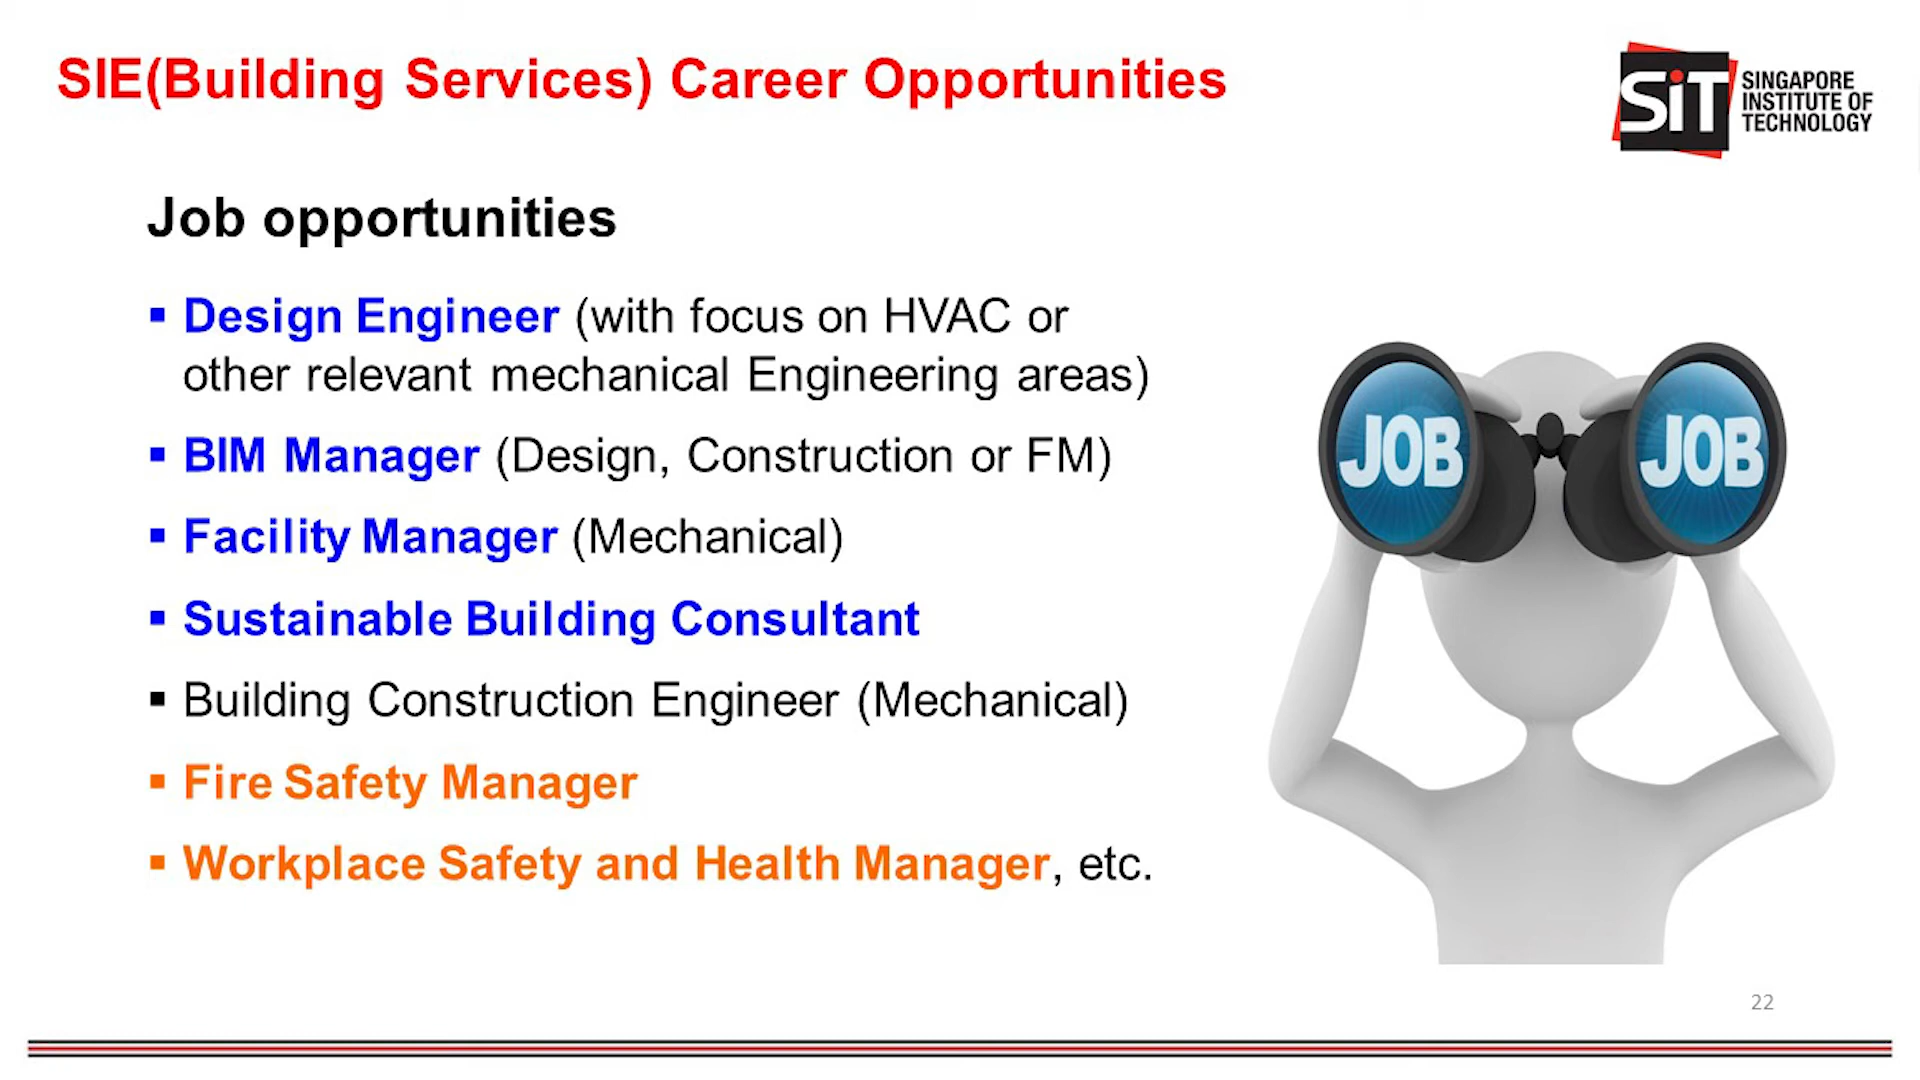 SIE(Building Services) Career Opportunities
SiT
SINGAPORE
INSTITUTE OF
TECHNOLOGY
Job opportunities
▪ Design Engineer (with focus on HVAC or
other relevant mechanical Engineering areas)
▪ BIM Manager (Design, Construction or FM)
▪ Facility Manager (Mechanical)
▪ Sustainable Building Consultant
▪ Building Construction Engineer (Mechanical)
▪ Fire Safety Manager
▪ Workplace Safety and Health Manager, etc.
JOB JOB
22